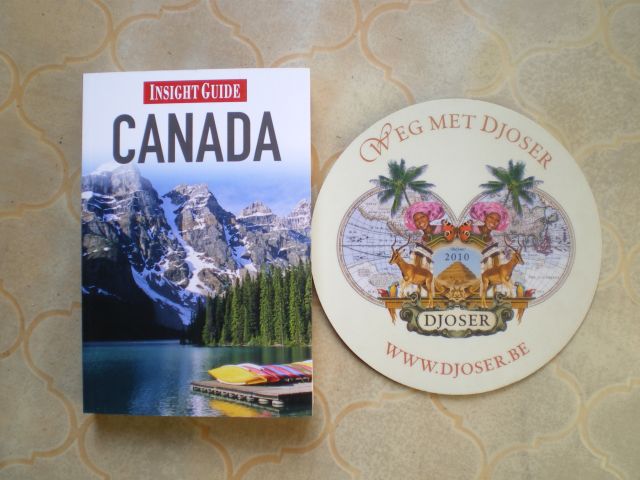 INSIGHT GUIDE
CANADA
WEG MET DJOSER
2010
DJOSER
WWW.DJOSER.BE